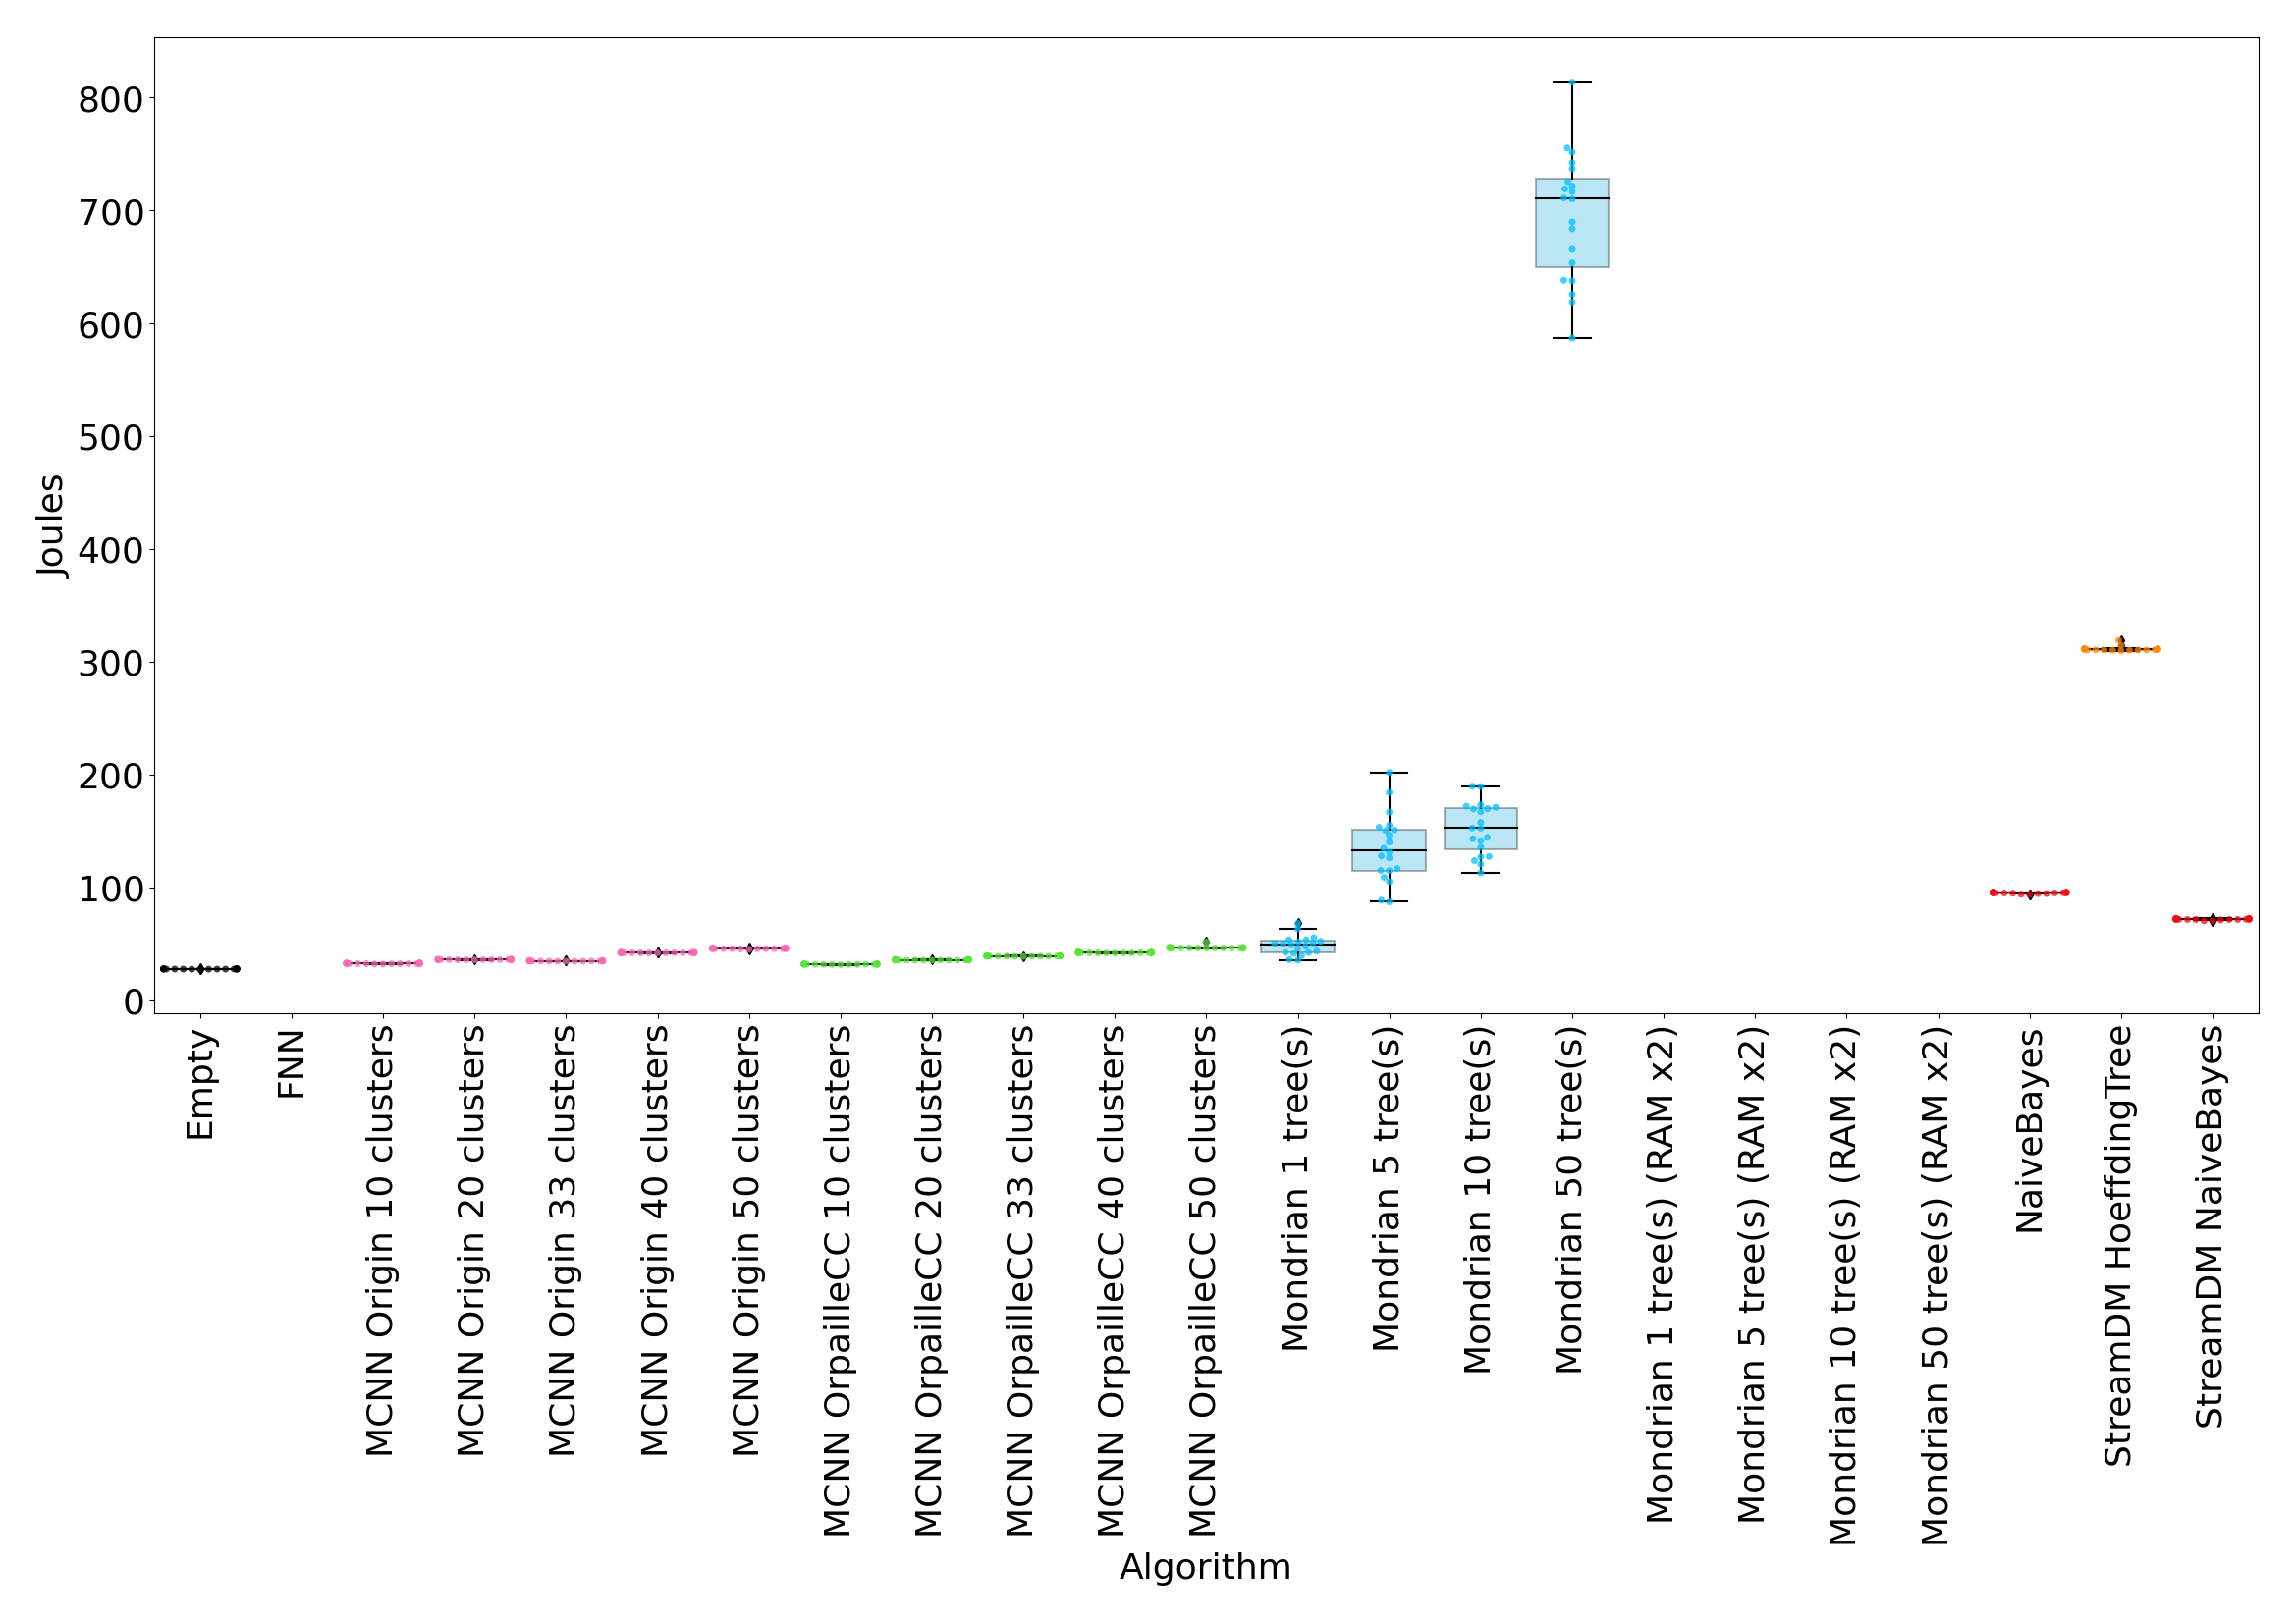 800
700
600
500
400
300
200
100
0
Joules
Empty
FNN
MCNN Origin 10 clusters
MCNN Origin 20 clusters
MCNN Origin 33 clusters
MCNN Origin 40 clusters
MCNN Origin 50 clusters
MCNN OrpailleCC 10 clusters
MCNN OrpailleCC 20 clusters
MCNN OrpailleCC 33 clusters
MCNN OrpailleCC 40 clusters
MCNN OrpailleCC 50 clusters
Mondrian 1 tree(s)
Mondrian 5 tree(s)
Mondrian 10 tree(s)
Mondrian 50 tree(s)
Mondrian 1 tree(s) (RAM x2)
Mondrian 5 tree(s) (RAM x2)
Mondrian 10 tree(s) (RAM x2)
Mondrian 50 tree(s) (RAM x2)
NaiveBayes
StreamDM HoeffdingTree
StreamDM NaiveBayes
Algorithm